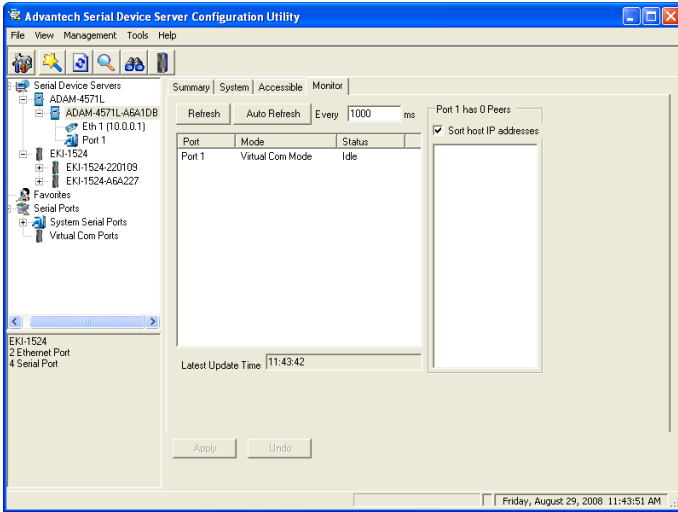 Advantech Serial Device Server Configuration Utility
File View Management Tools Help
Serial Device Servers
ADAM-4571L
ADAM-4571L-A6A1DB
Eth 1 (10.0.0.1)
Port 1
EKI-1524
EKI-1524-220109
EKI-1524-A6A227
Favorites
Serial Ports
System Serial Ports
Virtual Com Ports
EKI-1524
2 Ethernet Port
4 Serial Port
Summary System Accessible Monitor
Refresh Auto Refresh Every 1000 ms
Port Mode Status
Port 1 Virtual Com Mode Idle
Latest Update Time 11:43:42
Port 1 has 0 Peers
Sort host IP addresses
Apply Undo
Friday, August 29, 2008 11:43:51 AM